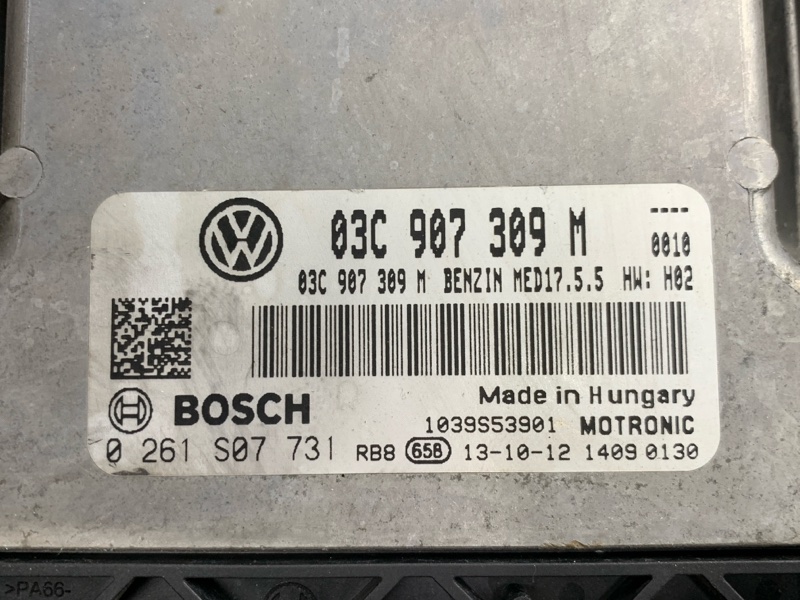 03C 907 309 M ----
0010
03C 907 309 M BENZIN MED17.5.5 HW: H02
Made in Hungary
BOSCH
1039S53901 MOTRONIC
0 261 S07 731 RB8 65B 13-10-12 1409 0130
>PA66-